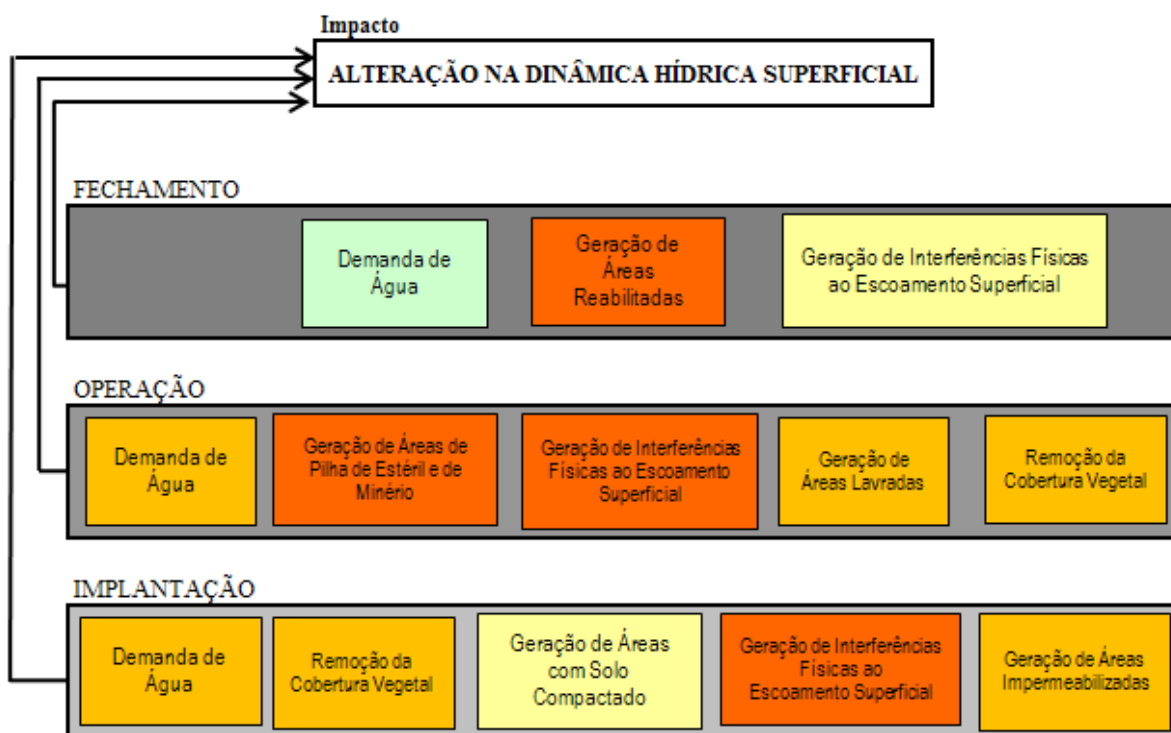 Impacto
ALTERAÇÃO NA DINÂMICA HÍDRICA SUPERFICIAL
FECHAMENTO
Demanda de
Água
Geração de
Áreas
Reabilitadas
Geração de Interferências Físicas
ao Escoamento Superficial
OPERAÇÃO
Demanda de
Água
Geração de Áreas de
Pilha de Estéril e de
Minério
Geração de Interferências
Físicas ao Escoamento
Superficial
Geração de
Áreas Lavradas
Remoção da
Cobertura Vegetal
IMPLANTAÇÃO
Demanda de
Água
Remoção da
Cobertura Vegetal
Geração de Áreas
com Solo
Compactado
Geração de Interferências
Físicas ao
Escoamento Superficial
Geração de Áreas
Impermeabilizadas